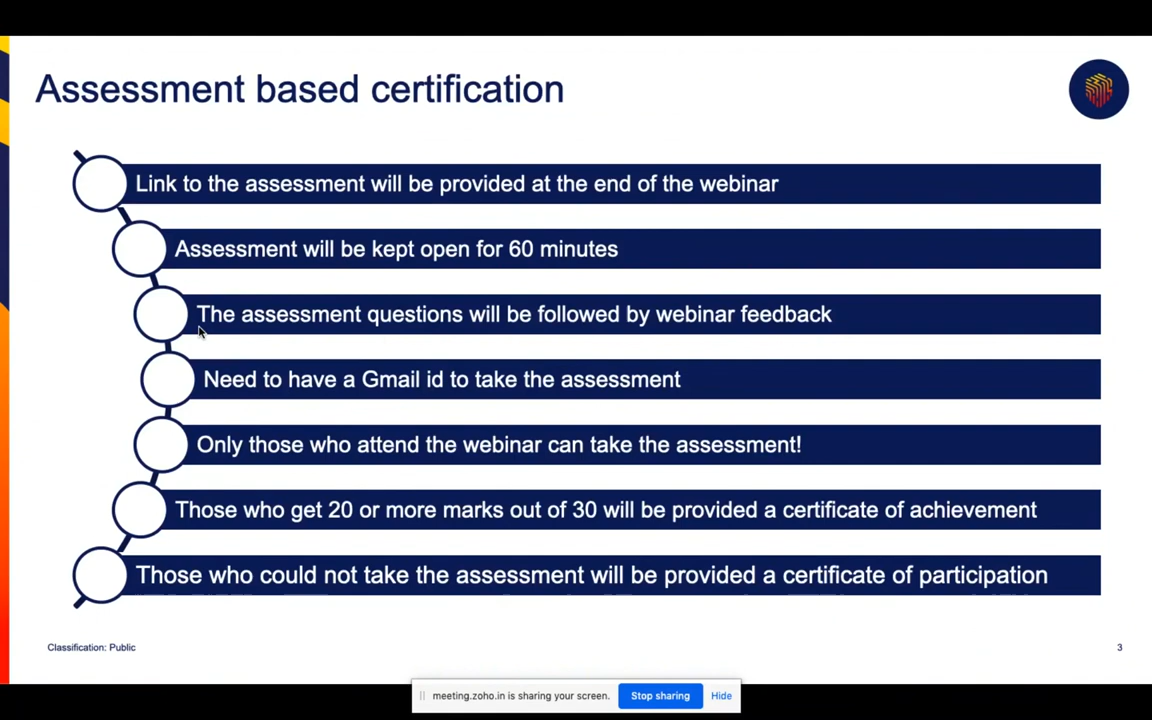 Assessment based certification
Link to the assessment will be provided at the end of the webinar
Assessment will be kept open for 60 minutes
The assessment questions will be followed by webinar feedback
Need to have a Gmail id to take the assessment
Only those who attend the webinar can take the assessment!
Those who get 20 or more marks out of 30 will be provided a certificate of achievement
Those who could not take the assessment will be provided a certificate of participation
Classification: Public
3
meeting.zoho.in is sharing your screen. Stop sharing Hide